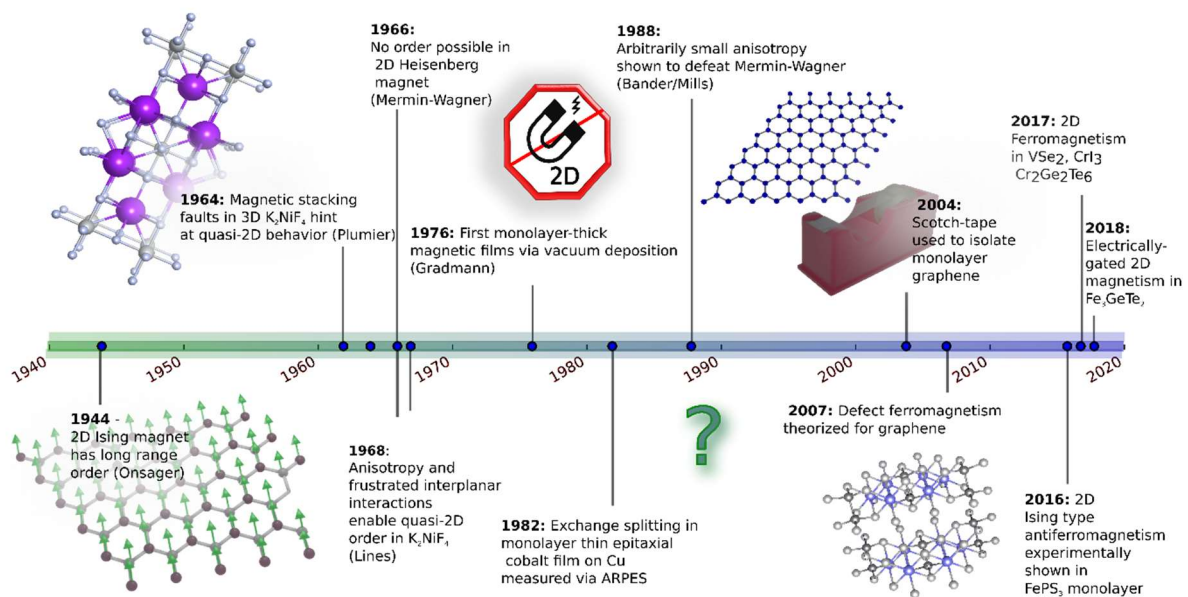 1966:
No order possible in
2D Heisenberg
magnet
(Mermin-Wagner)
1988:
Arbitrarily small anisotropy
shown to defeat Mermin-Wagner
(Bander/Mills)
2D
2017: 2D
Ferromagnetism
in VSe2, CrI3
Cr2Ge2Te6
1964: Magnetic stacking
faults in 3D K₂NiF₄ hint
at quasi-2D behavior (Plumier)
1976: First monolayer-thick
magnetic films via vacuum deposition
(Gradmann)
2004:
Scotch-tape
used to isolate
monolayer
graphene
2018:
Electrically-
gated 2D
magnetism in
1940
1950
1960
1970
1980
1990
2000
2010
2020
1944 -
2D Ising magnet
has long range
order (Onsager)
1968:
Anisotropy and
frustrated interplanar
interactions
enable quasi-2D
order in K₂NiF₄
(Lines)
1982: Exchange splitting in
monolayer thin epitaxial
cobalt film on Cu
measured via ARPES
?
2007: Defect ferromagnetism
theorized for graphene
2016: 2D
Ising type
antiferromagnetism
experimentally
shown in
FePS₃ monolayer